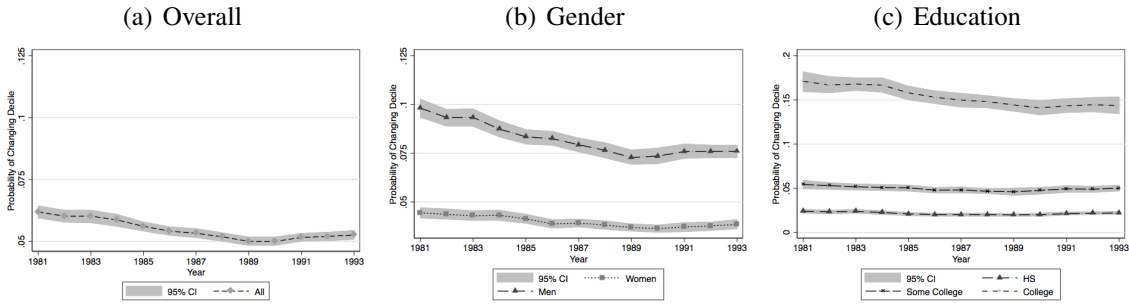 (a) Overall
(b) Gender
(c) Education
Probability of Changing Decile
.05 .075 .1 .125
1981 1983 1985 1987 1989 1991 1993
Year
95% CI All
Probability of Changing Decile
.05 .075 .1 .125
1981 1983 1985 1987 1989 1991 1993
Year
95% CI Women
Men
Probability of Changing Decile
0 .05 .1 .15 .2
1981 1983 1985 1987 1989 1991 1993
Year
95% CI HS
Some College College